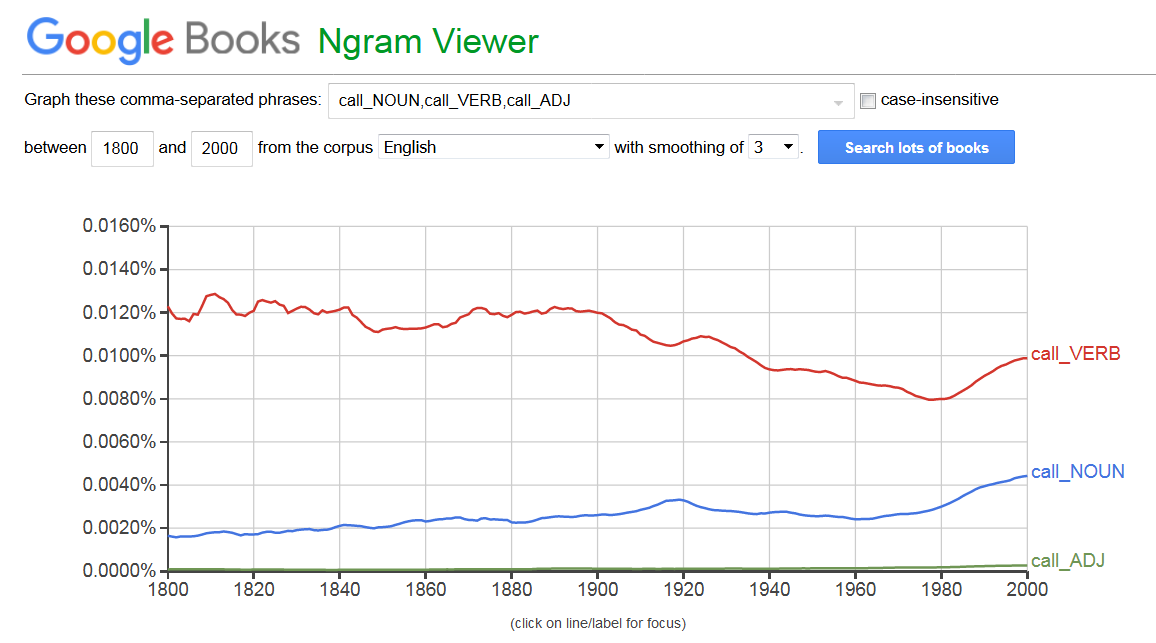 Google Books Ngram Viewer
Graph these comma-separated phrases: call_NOUN,call_VERB,call_ADJ case-insensitive
between 1800 and 2000 from the corpus English with smoothing of 3 . Search lots of books
0.0160%
0.0140%
0.0120%
0.0100%
call_VERB
0.0080%
0.0060%
0.0040%
call_NOUN
0.0020%
0.0000%
call_ADJ
1800 1820 1840 1860 1880 1900 1920 1940 1960 1980 2000
(click on line/label for focus)